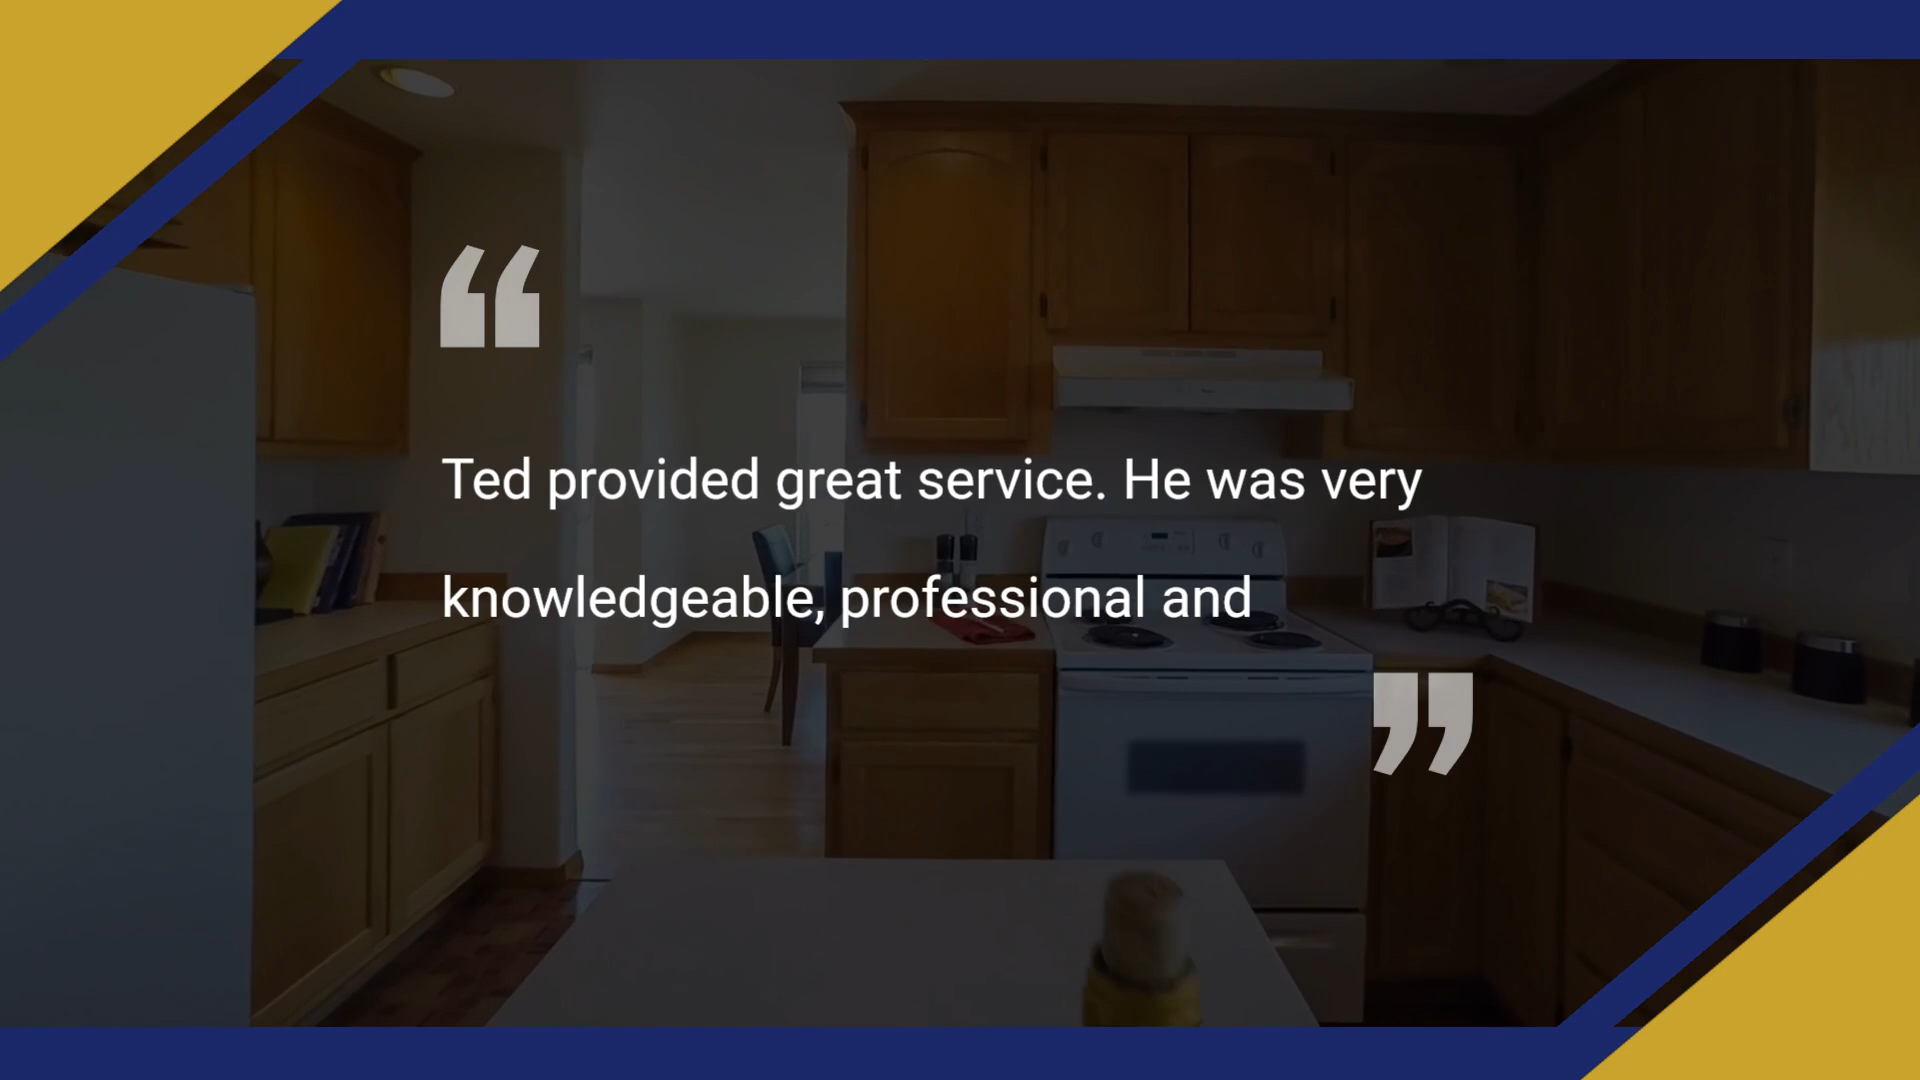 “
Ted provided great service. He was very
knowledgeable, professional and
”